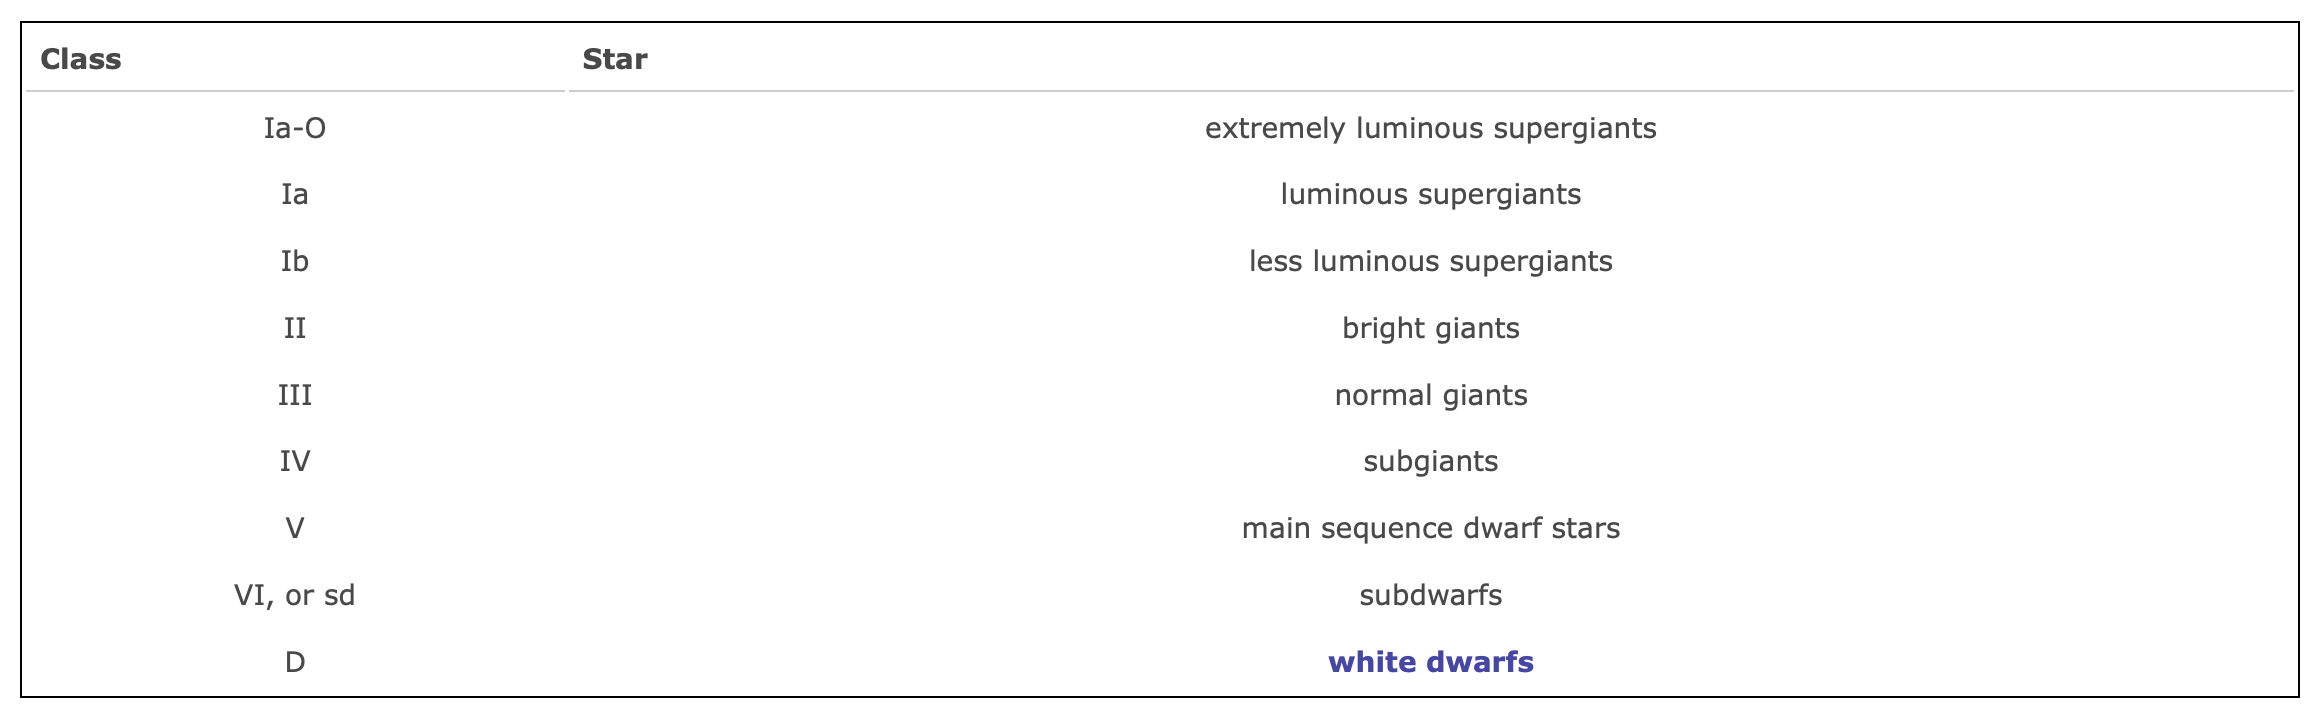 Class Star
Ia-O extremely luminous supergiants
Ia luminous supergiants
Ib less luminous supergiants
II bright giants
III normal giants
IV subgiants
V main sequence dwarf stars
VI, or sd subdwarfs
D white dwarfs